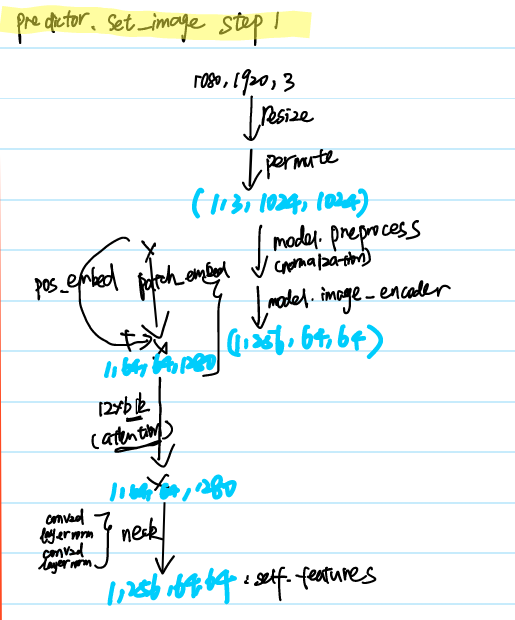 predictor. set_image step 1
1080, 1920, 3
Resize
permute
(1, 3, 1024, 1024)
model. preprocess
(normalization)
model. image_encoder
(1, 256, 64, 64)
pos_embed
patch_embed
x
+
x
1, 64, 64, 1280
12x blk
(attention)
x
1, 64, 64, 1280
conv2d
layernorm
conv2d
layernorm
neck
1, 256, 64, 64 : self. features